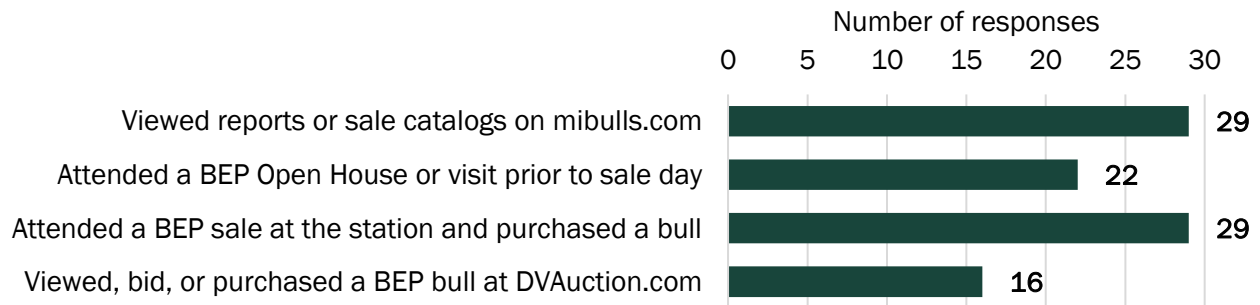 Number of responses
0 5 10 15 20 25 30
Viewed reports or sale catalogs on mibulls.com 29
Attended a BEP Open House or visit prior to sale day 22
Attended a BEP sale at the station and purchased a bull 29
Viewed, bid, or purchased a BEP bull at DVAuction.com 16